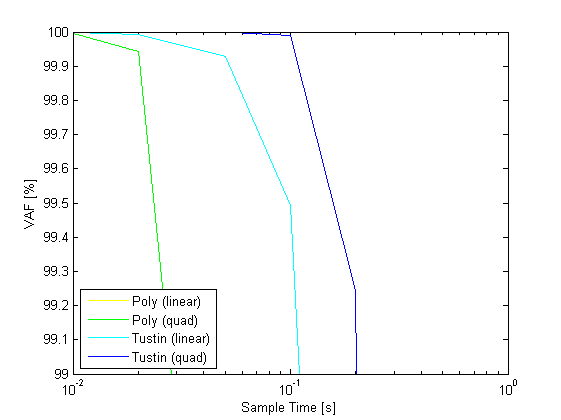 100
99.9
99.8
99.7
99.6
99.5
99.4
99.3
99.2
99.1
99
VAF [%]
Poly (linear)
Poly (quad)
Tustin (linear)
Tustin (quad)
10^-2
10^-1
10^0
Sample Time [s]